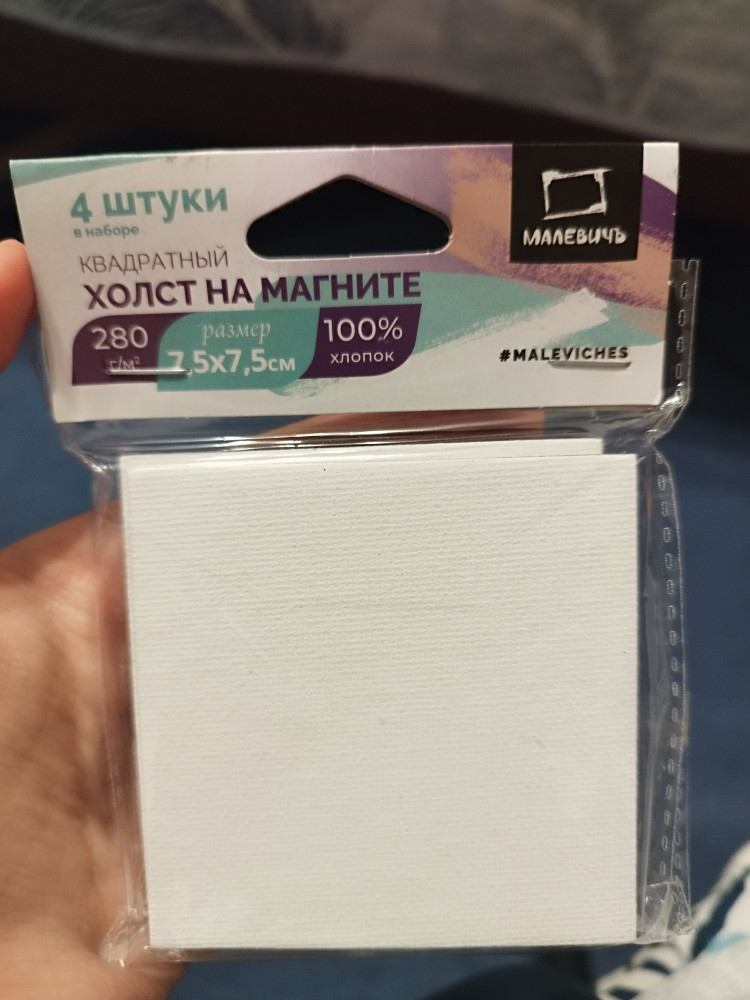 4 штуки
в наборе
КВАДРАТНЫЙ
ХОЛСТ НА МАГНИТЕ
280
г/м²
размер
7,5х7,5см
100%
хлопок
МАЛЕВИЧЪ
#MALEVICHES